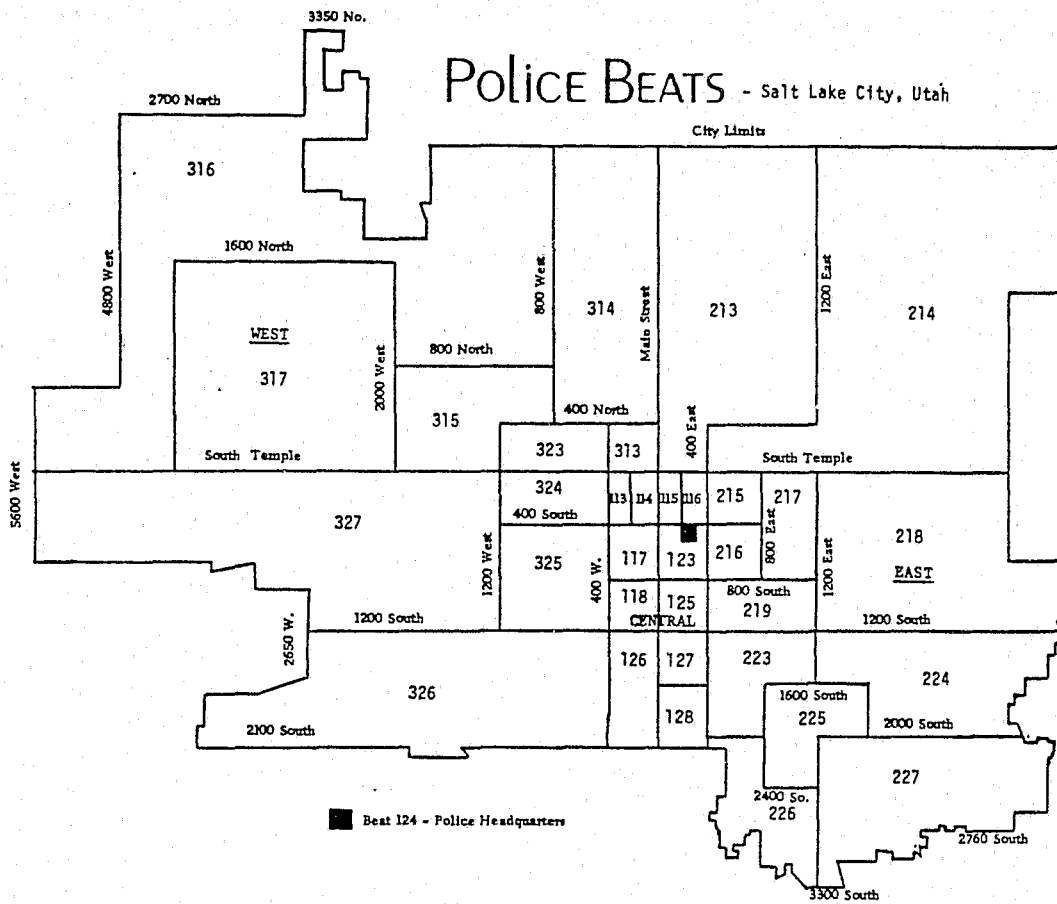 3350 No.
POLICE BEATS - Salt Lake City, Utah
2700 North
City Limits
316
1600 North
4800 West
800 West
314
Main Street
213
1200 East
214
WEST
317
2000 West
800 North
315
400 North
400 East
323
313
South Temple
South Temple
5600 West
327
324
113
114
115
116
215
217
400 South
1200 West
325
400 W.
117
123
216
800 East
1200 East
218
EAST
800 South
118
125
219
1200 South
CENTRAL
1200 South
2650 W.
326
126
127
223
224
1600 South
225
128
2000 South
2100 South
227
2400 So.
226
Beat 124 - Police Headquarters
2760 South
3300 South